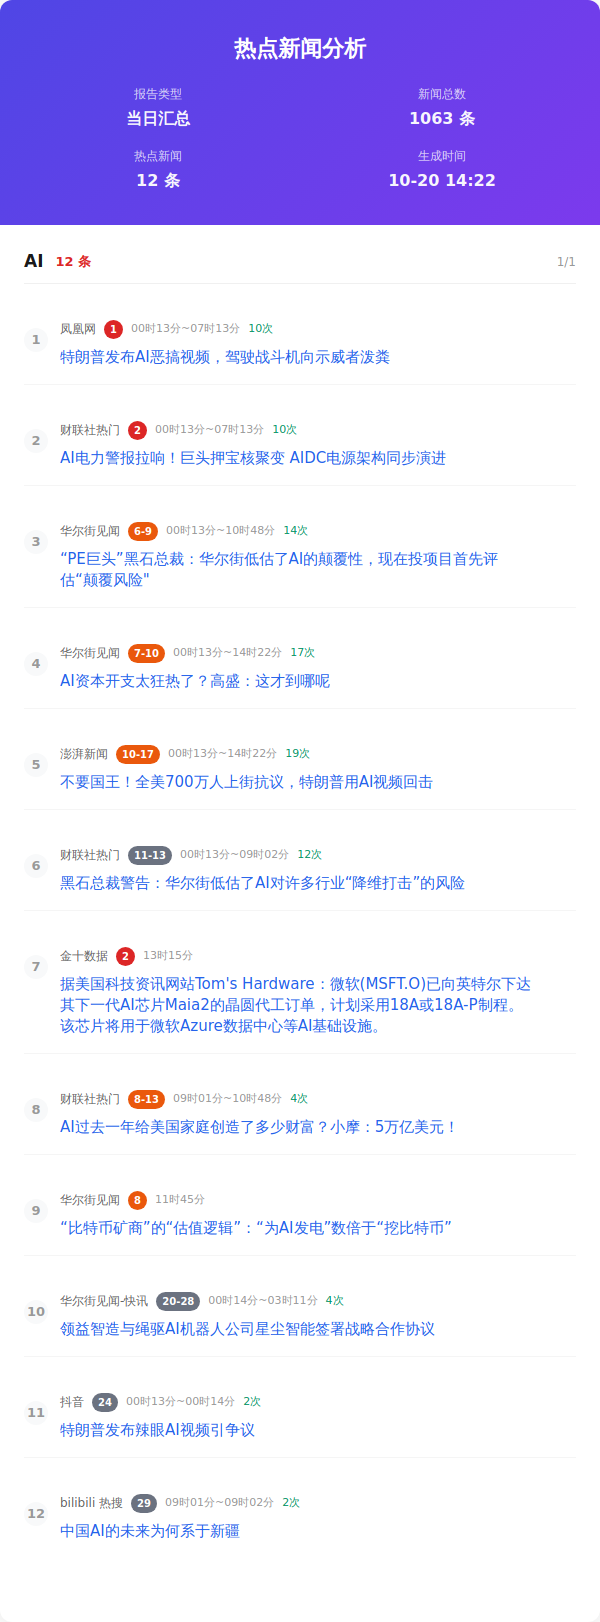 热点新闻分析
报告类型
新闻总数
当日汇总
1063 条
热点新闻
生成时间
12 条
10-20 14:22
AI 12 条 1/1
1 凤凰网 1 00时13分~07时13分 10次
特朗普发布AI恶搞视频，驾驶战斗机向示威者泼粪
2 财联社热门 2 00时13分~07时13分 10次
AI电力警报拉响！巨头押宝核聚变 AIDC电源架构同步演进
3 华尔街见闻 6-9 00时13分~10时48分 14次
“PE巨头”黑石总裁：华尔街低估了AI的颠覆性，现在投项目首先评
估“颠覆风险"
4 华尔街见闻 7-10 00时13分~14时22分 17次
AI资本开支太狂热了？高盛：这才到哪呢
5 澎湃新闻 10-17 00时13分~14时22分 19次
不要国王！全美700万人上街抗议，特朗普用AI视频回击
6 财联社热门 11-13 00时13分~09时02分 12次
黑石总裁警告：华尔街低估了AI对许多行业“降维打击”的风险
7 金十数据 2 13时15分
据美国科技资讯网站Tom's Hardware：微软(MSFT.O)已向英特尔下达
其下一代AI芯片Maia2的晶圆代工订单，计划采用18A或18A-P制程。
该芯片将用于微软Azure数据中心等AI基础设施。
8 财联社热门 8-13 09时01分~10时48分 4次
AI过去一年给美国家庭创造了多少财富？小摩：5万亿美元！
9 华尔街见闻 8 11时45分
“比特币矿商”的“估值逻辑”：“为AI发电”数倍于“挖比特币”
10 华尔街见闻-快讯 20-28 00时14分~03时11分 4次
领益智造与绳驱AI机器人公司星尘智能签署战略合作协议
11 抖音 24 00时13分~00时14分 2次
特朗普发布辣眼AI视频引争议
12 bilibili 热搜 29 09时01分~09时02分 2次
中国AI的未来为何系于新疆